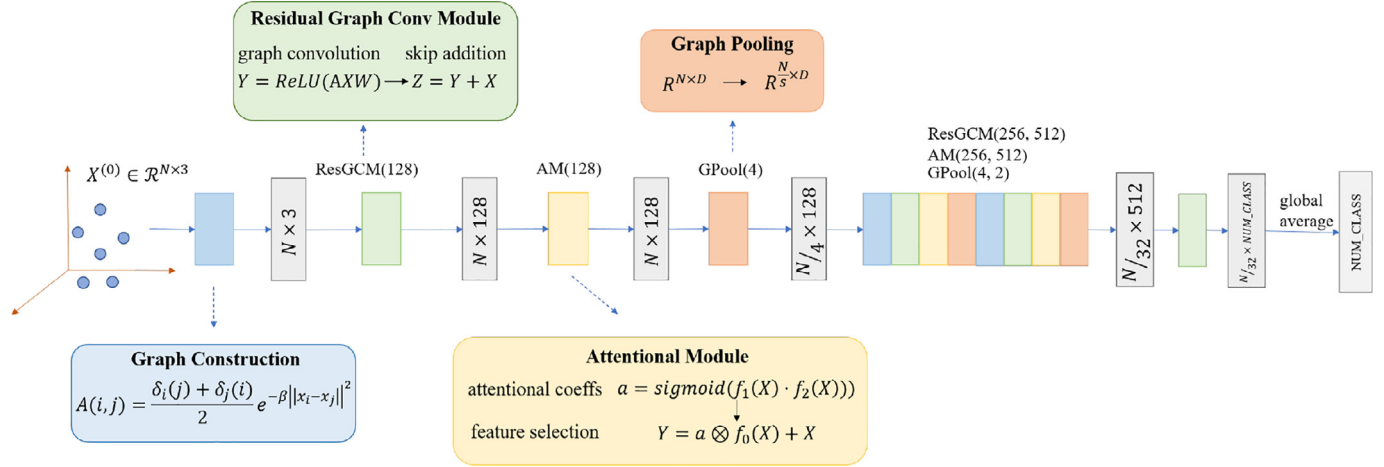 Residual Graph Conv Module
graph convolution skip addition
Y = ReLU(AXW) → Z = Y + X
Graph Pooling
R^{N×D} → R^{\frac{N}{s}×D}
X^{(0)} ∈ ℛ^{N×3}
ResGCM(128)
AM(128)
GPool(4)
ResGCM(256, 512)
AM(256, 512)
GPool(4, 2)
N × 3
N × 128
N × 128
N/4 × 128
N/32 × 512
N/32 × NUM_CLASS
global
average
NUM_CLASS
Graph Construction
A(i,j) = \frac{δ_i(j) + δ_j(i)}{2} e^{-β||x_i-x_j||^2}
Attentional Module
attentional coeffs a = sigmoid(f_1(X) · f_2(X)))
feature selection Y = a ⊗ f_0(X) + X